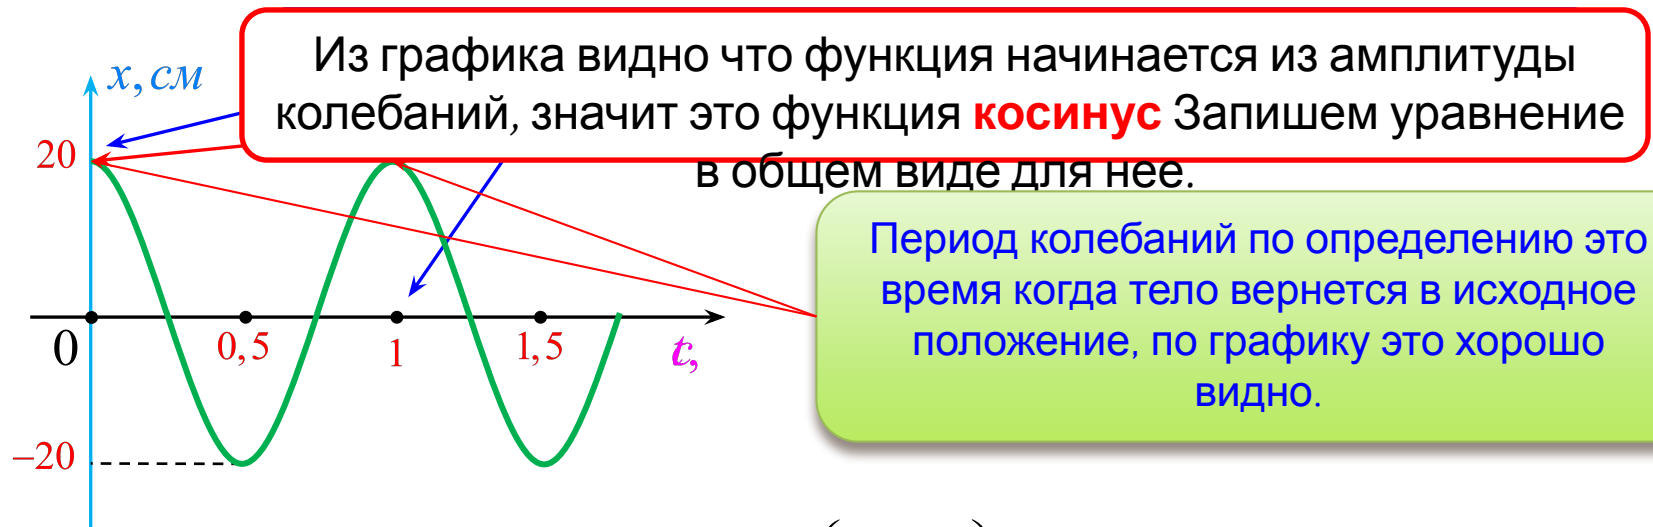 Из графика видно что функция начинается из амплитуды
колебаний, значит это функция косинус Запишем уравнение
в общем виде для нее.
x, см
20
Период колебаний по определению это
время когда тело вернется в исходное
положение, по графику это хорошо
видно.
0
0,5
1
1,5
t,
–20